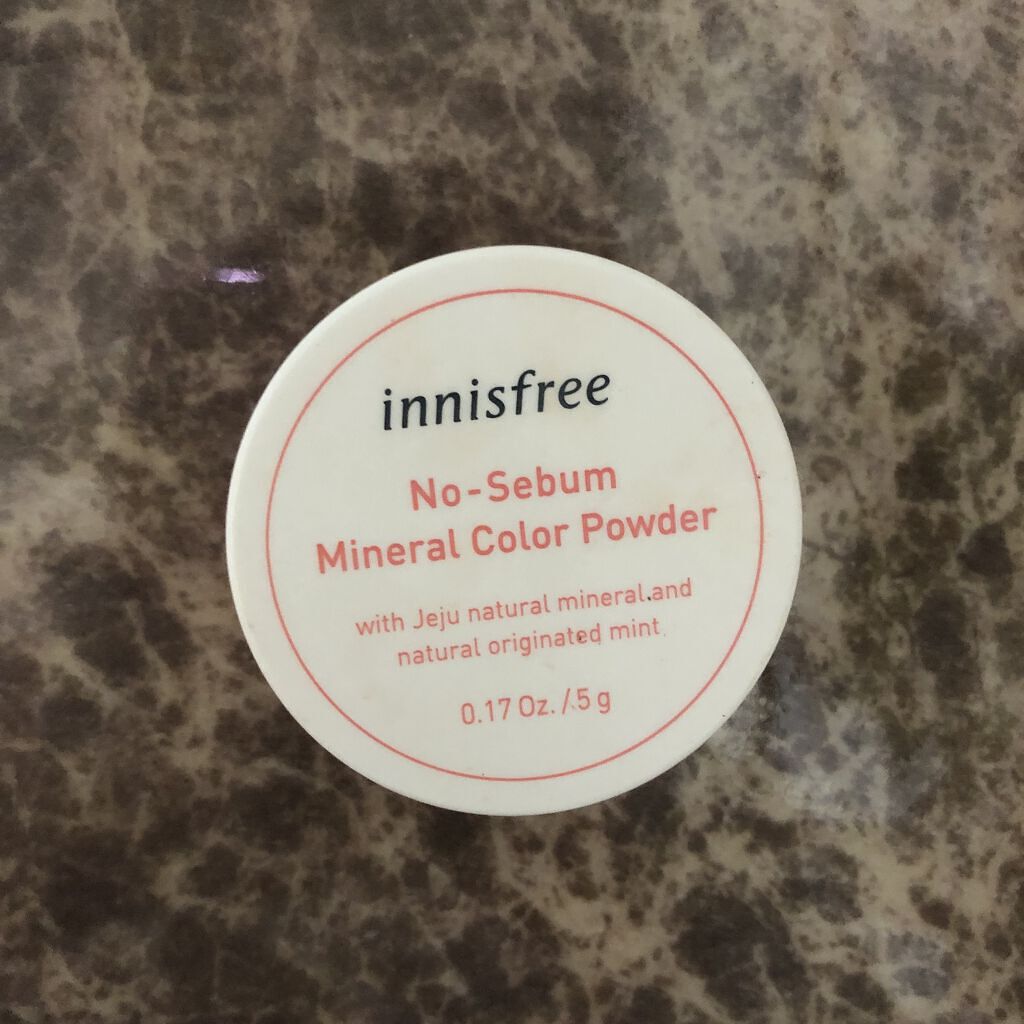 innisfree
No-Sebum
Mineral Color Powder
with Jeju natural mineral and
natural originated mint
0.17 Oz. / 5 g